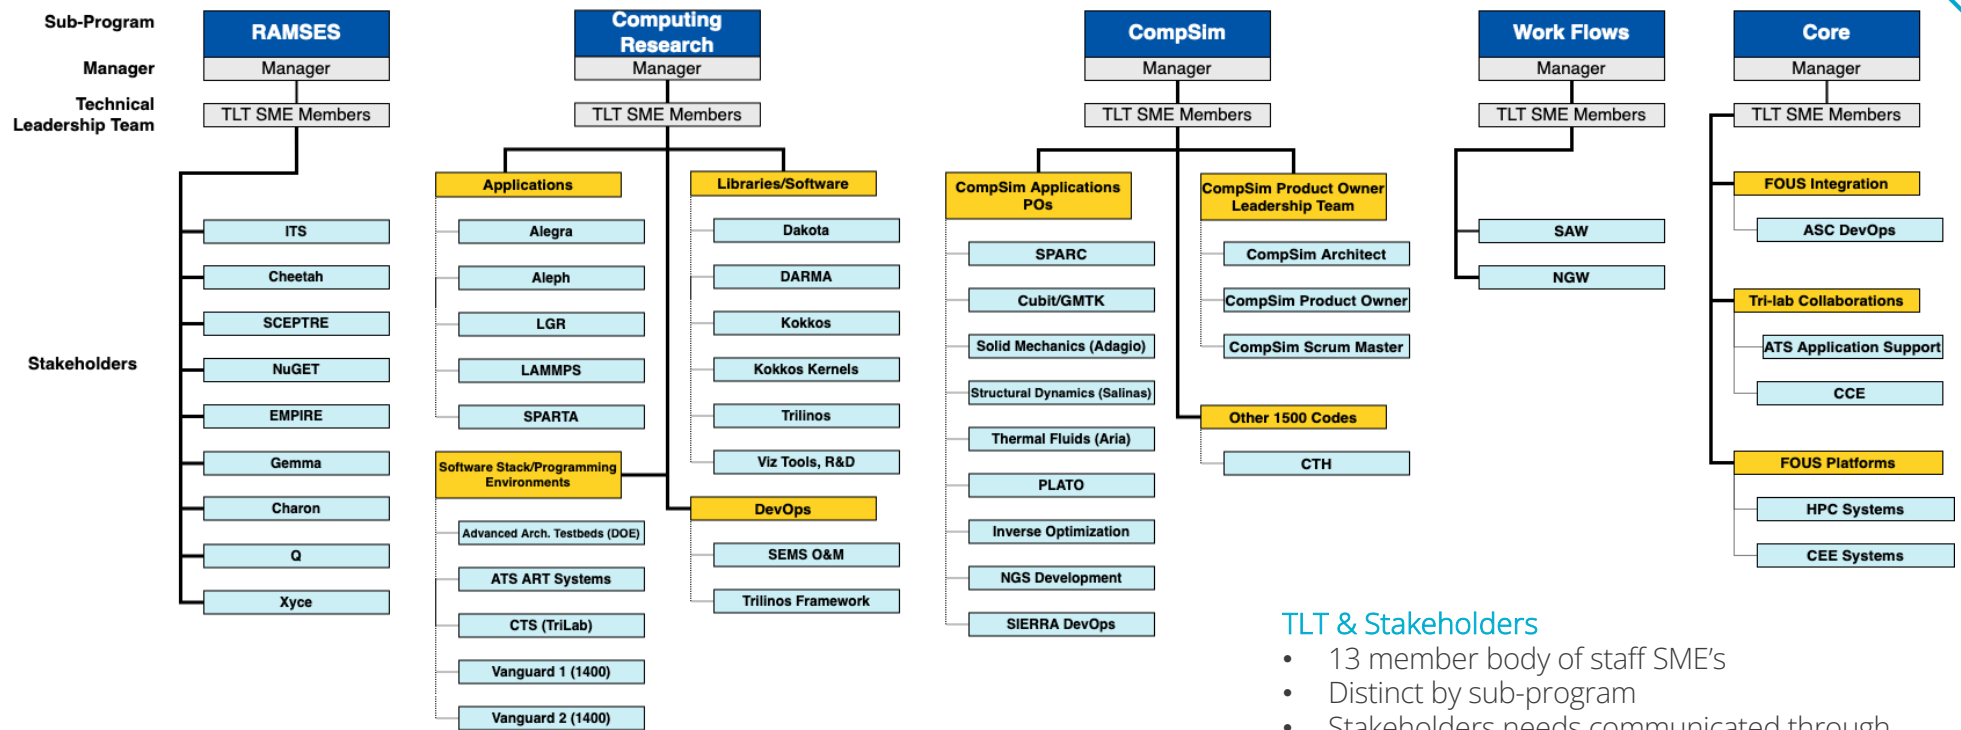 Sub-Program
Manager
Technical
Leadership Team
Stakeholders
RAMSES
Manager
TLT SME Members
ITS
Cheetah
SCEPTRE
NuGET
EMPIRE
Gemma
Charon
Q
Xyce
Computing
Research
Manager
TLT SME Members
Applications
Alegra
Aleph
LGR
LAMMPS
SPARTA
Software Stack/Programming
Environments
Advanced Arch. Testbeds (DOE)
ATS ART Systems
CTS (TriLab)
Vanguard 1 (1400)
Vanguard 2 (1400)
Libraries/Software
Dakota
DARMA
Kokkos
Kokkos Kernels
Trilinos
Viz Tools, R&D
DevOps
SEMS O&M
Trilinos Framework
CompSim
Manager
TLT SME Members
CompSim Applications
POs
SPARC
Cubit/GMTK
Solid Mechanics (Adagio)
Structural Dynamics (Salinas)
Thermal Fluids (Aria)
PLATO
Inverse Optimization
NGS Development
SIERRA DevOps
CompSim Product Owner
Leadership Team
CompSim Architect
CompSim Product Owner
CompSim Scrum Master
Other 1500 Codes
CTH
Work Flows
Manager
TLT SME Members
SAW
NGW
Core
Manager
TLT SME Members
FOUS Integration
ASC DevOps
Tri-lab Collaborations
ATS Application Support
CCE
FOUS Platforms
HPC Systems
CEE Systems
TLT & Stakeholders
• 13 member body of staff SME's
• Distinct by sub-program
• Stakeholders needs communicated through